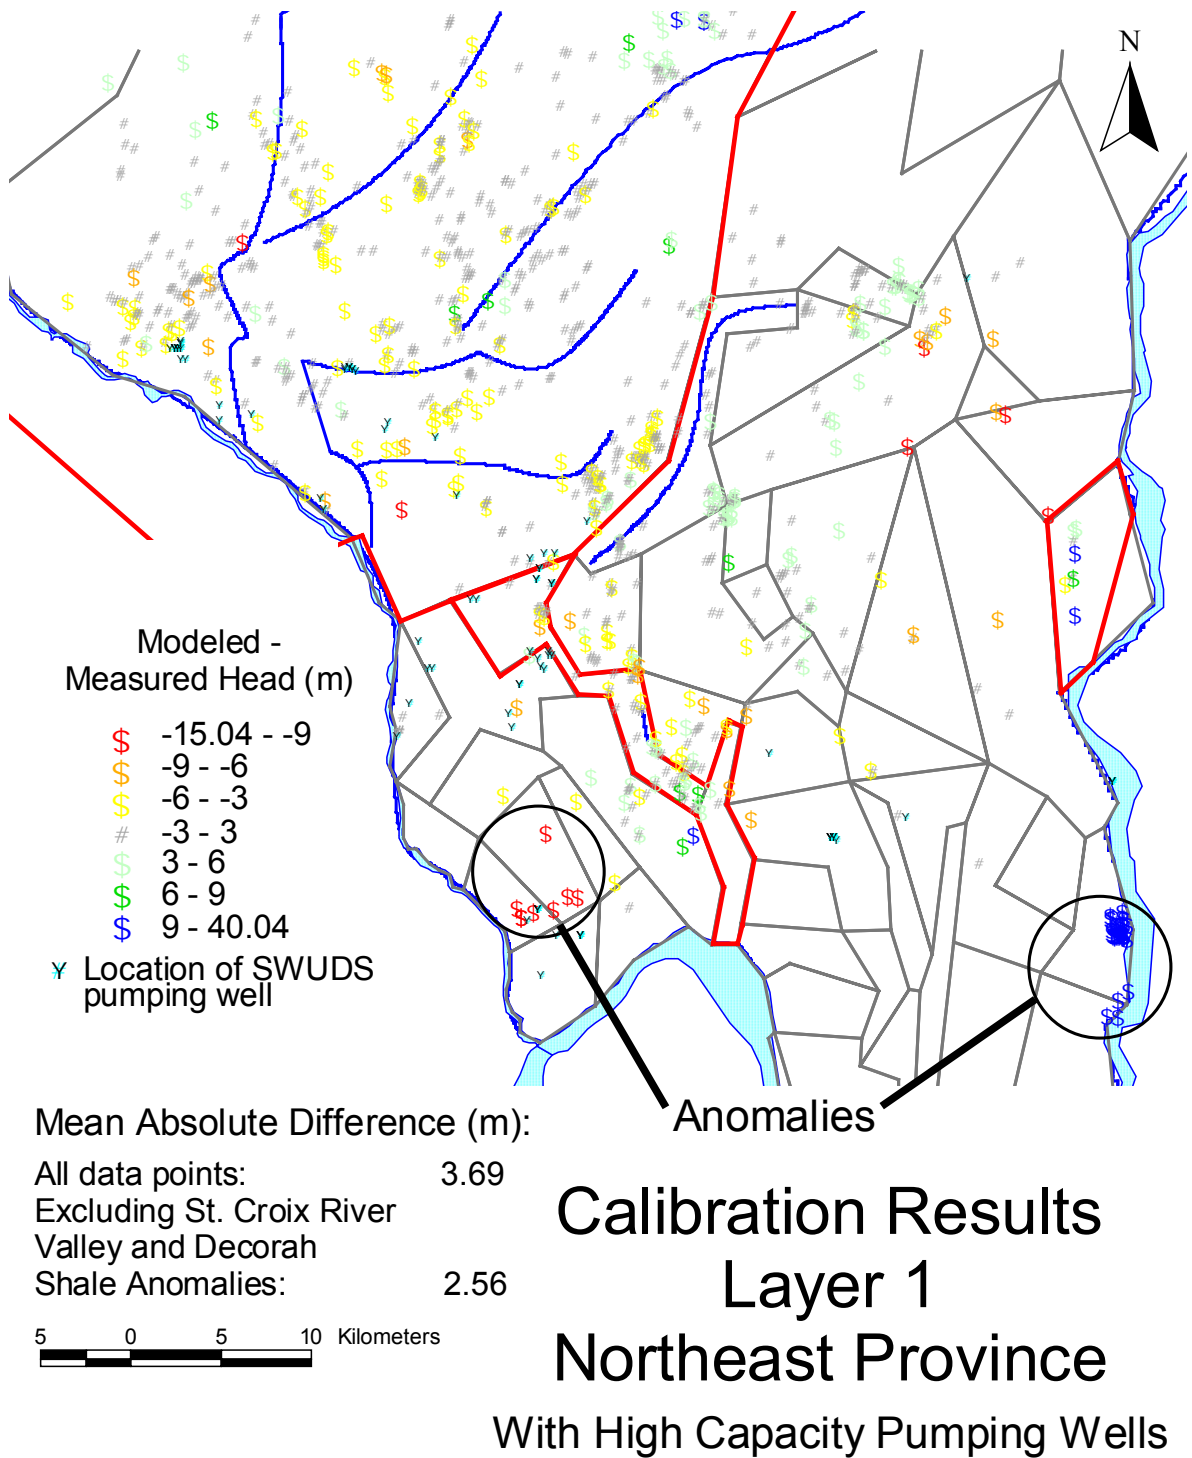 N
Modeled -
Measured Head (m)
$ -15.04 - -9
$ -9 - -6
$ -6 - -3
# -3 - 3
$ 3 - 6
$ 6 - 9
$ 9 - 40.04
Location of SWUDS
pumping well
Anomalies
Mean Absolute Difference (m):
All data points: 3.69
Excluding St. Croix River
Valley and Decorah
Shale Anomalies: 2.56
5 0 5 10 Kilometers
Calibration Results
Layer 1
Northeast Province
With High Capacity Pumping Wells